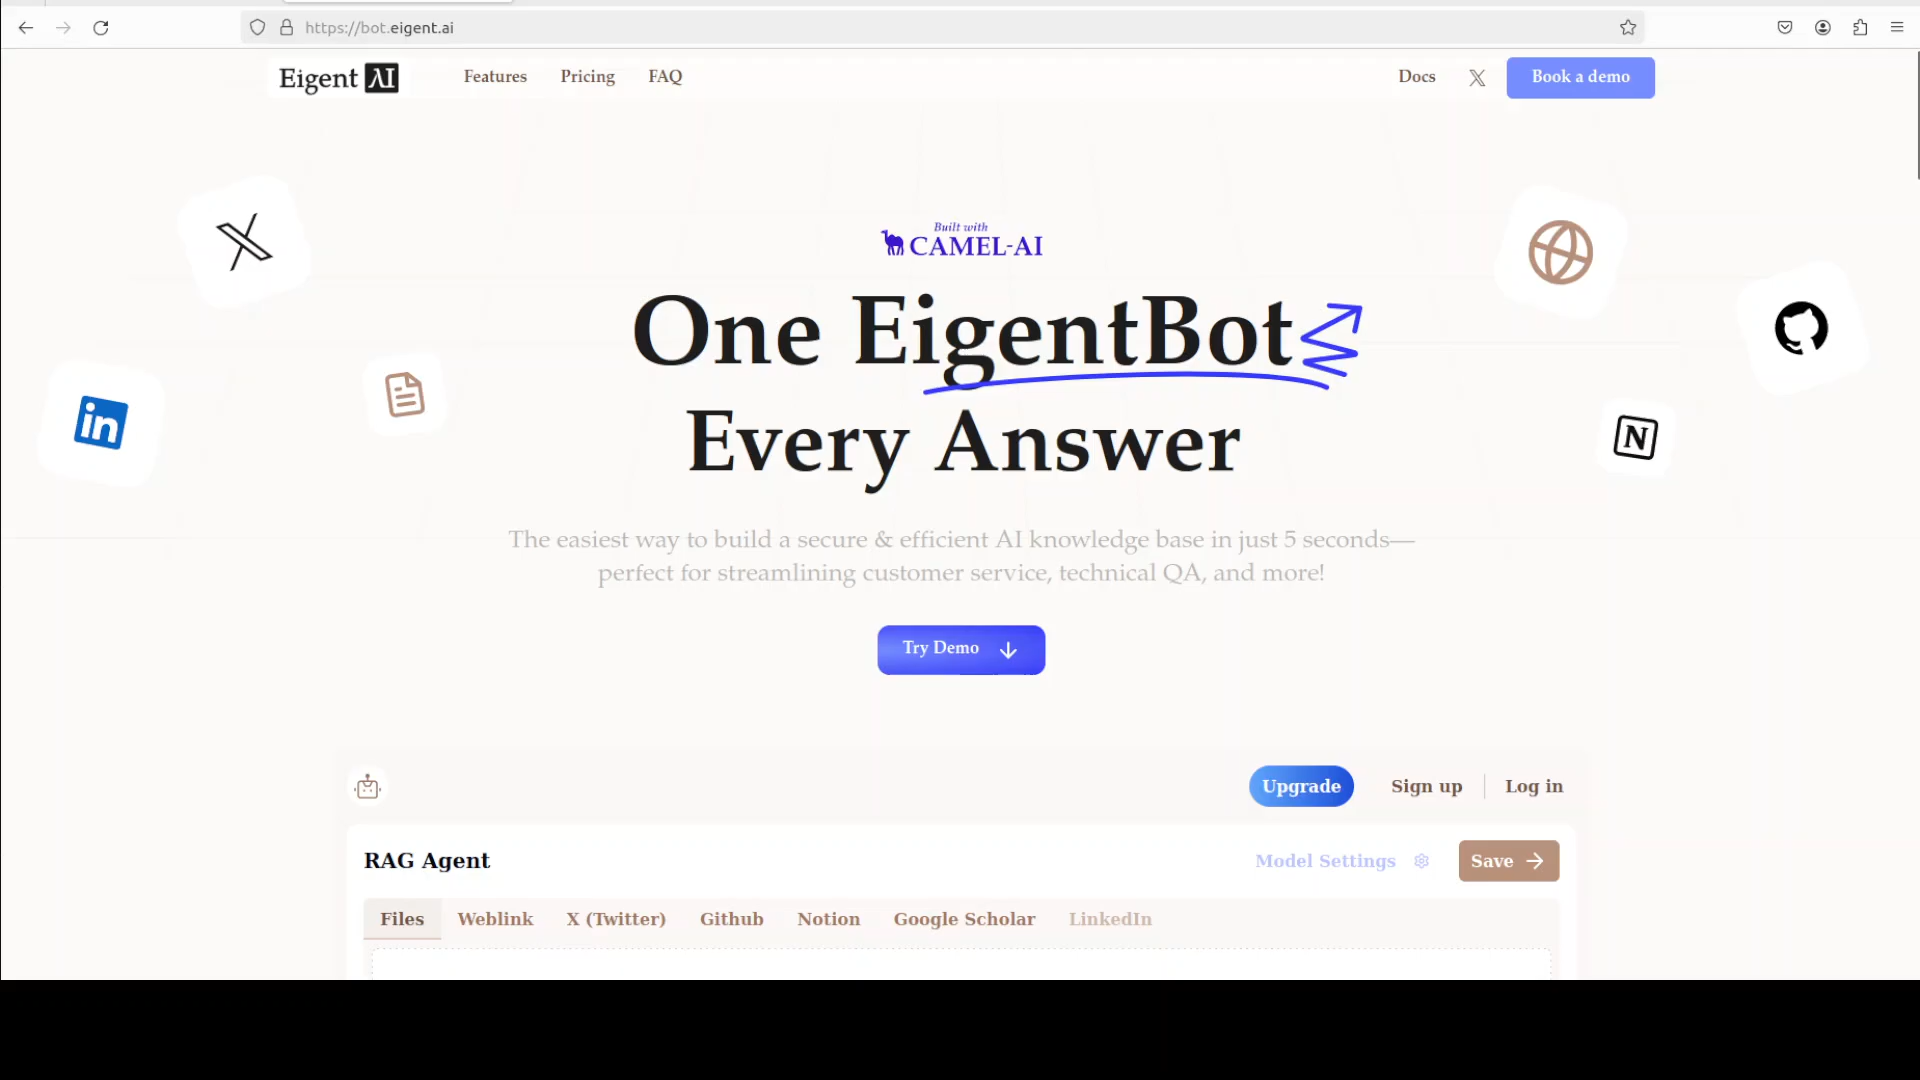 https://bot.eigent.ai
Eigent AI
Features
Pricing
FAQ
Docs
Book a demo
Built with
CAMEL-AI
One EigentBot
Every Answer
The easiest way to build a secure & efficient AI knowledge base in just 5 seconds—
perfect for streamlining customer service, technical QA, and more!
Try Demo
Upgrade
Sign up
Log in
RAG Agent
Model Settings
Save
Files
Weblink
X (Twitter)
Github
Notion
Google Scholar
LinkedIn